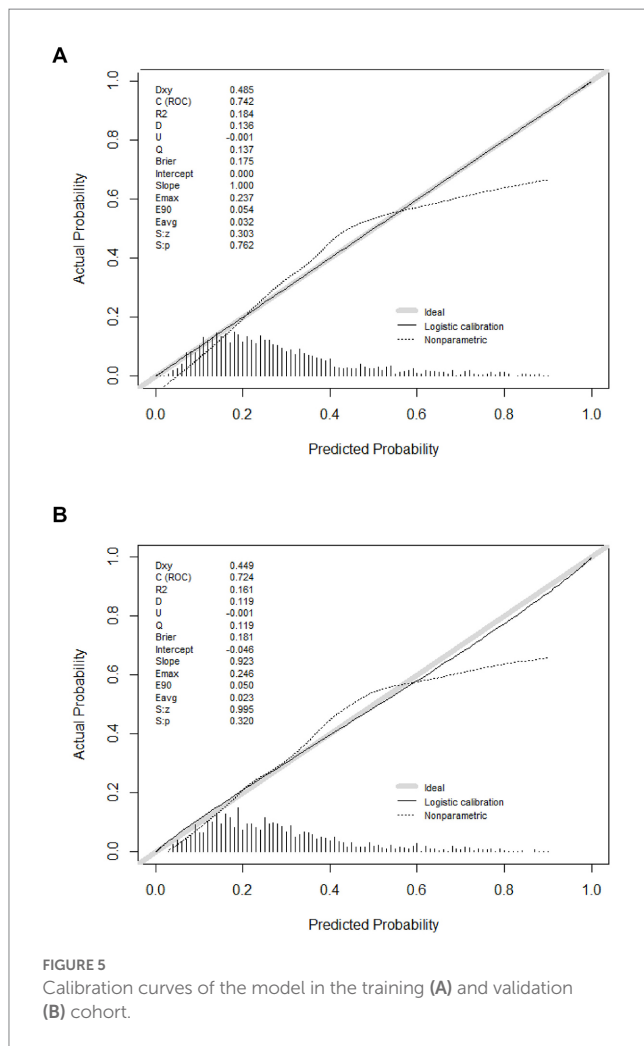 A
Dxy 0.485
C (ROC) 0.742
R2 0.184
D 0.136
U -0.001
Q 0.137
Brier 0.175
Intercept 0.000
Slope 1.000
Emax 0.237
E90 0.054
Eavg 0.032
S:z 0.303
S:p 0.762
Actual Probability
1.0
0.8
0.6
0.4
0.2
0.0
Ideal
Logistic calibration
Nonparametric
0.0 0.2 0.4 0.6 0.8 1.0
Predicted Probability
B
Dxy 0.449
C (ROC) 0.724
R2 0.161
D 0.119
U -0.001
Q 0.119
Brier 0.181
Intercept -0.046
Slope 0.923
Emax 0.246
E90 0.050
Eavg 0.023
S:z 0.995
S:p 0.320
Actual Probability
1.0
0.8
0.6
0.4
0.2
0.0
Ideal
Logistic calibration
Nonparametric
0.0 0.2 0.4 0.6 0.8 1.0
Predicted Probability
FIGURE 5
Calibration curves of the model in the training (A) and validation
(B) cohort.